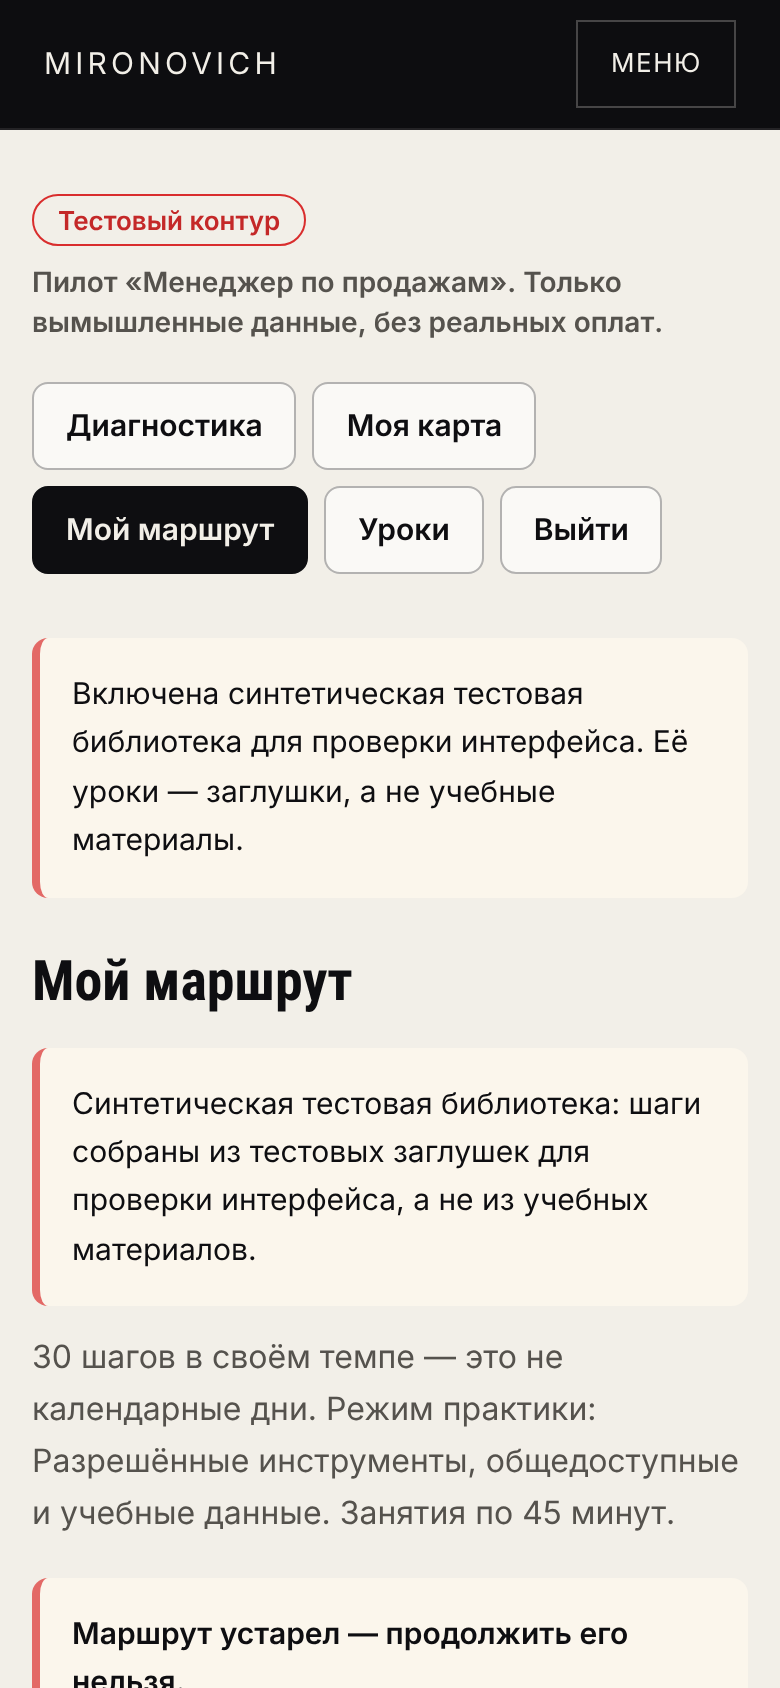 MIRONOVICH
МЕНЮ
Тестовый контур
Пилот «Менеджер по продажам». Только
вымышленные данные, без реальных оплат.
Диагностика
Моя карта
Мой маршрут
Уроки
Выйти
Включена синтетическая тестовая
библиотека для проверки интерфейса. Её
уроки — заглушки, а не учебные
материалы.
Мой маршрут
Синтетическая тестовая библиотека: шаги
собраны из тестовых заглушек для
проверки интерфейса, а не из учебных
материалов.
30 шагов в своём темпе — это не
календарные дни. Режим практики:
Разрешённые инструменты, общедоступные
и учебные данные. Занятия по 45 минут.
Маршрут устарел — продолжить его
нельзя.